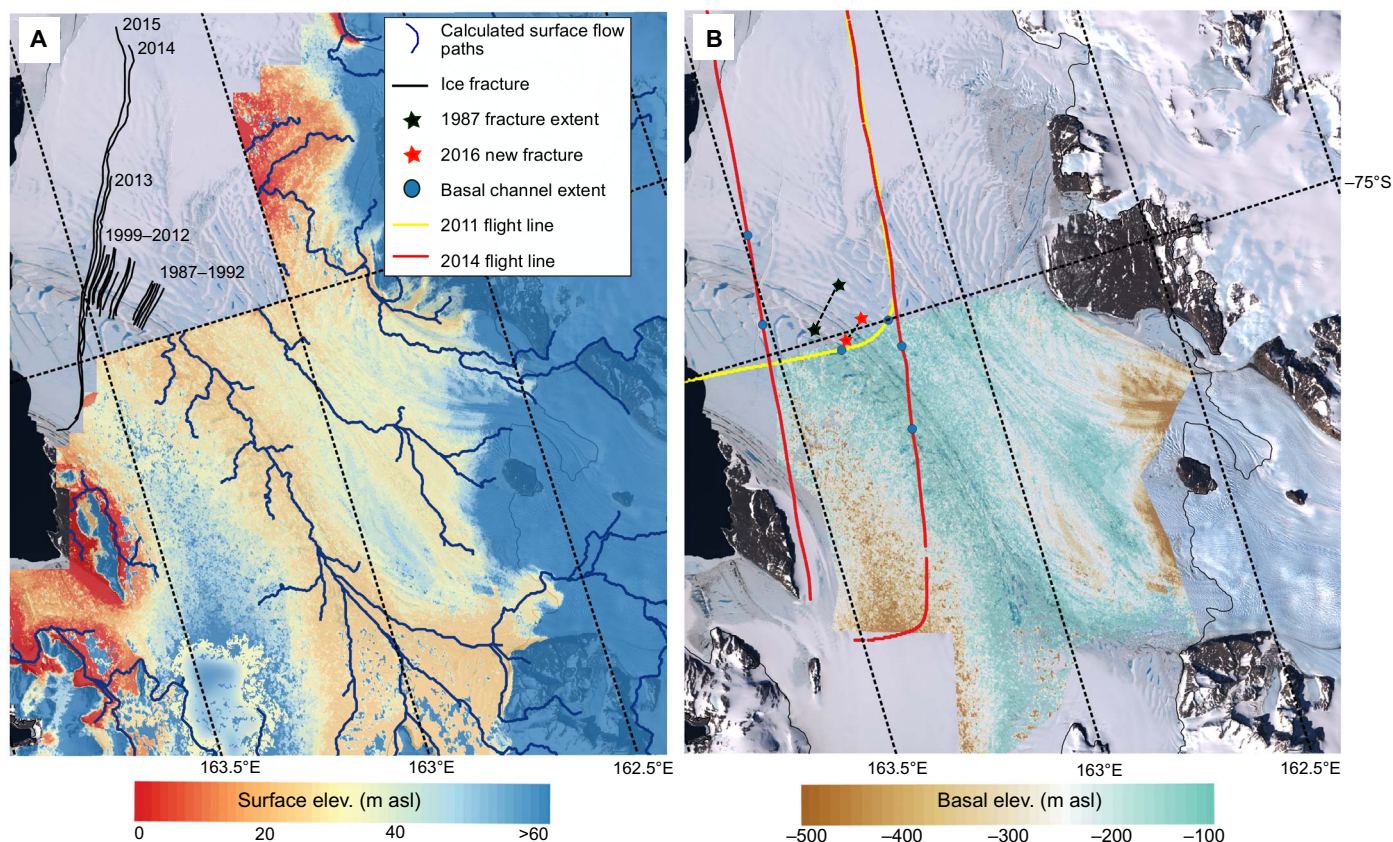 A
2015
2014
2013
1999–2012
1987–1992
Calculated surface flow
paths
Ice fracture
1987 fracture extent
2016 new fracture
Basal channel extent
2011 flight line
2014 flight line
163.5°E
163°E
162.5°E
Surface elev. (m asl)
0 20 40 >60
B
–75°S
163.5°E
163°E
162.5°E
Basal elev. (m asl)
–500 –400 –300 –200 –100